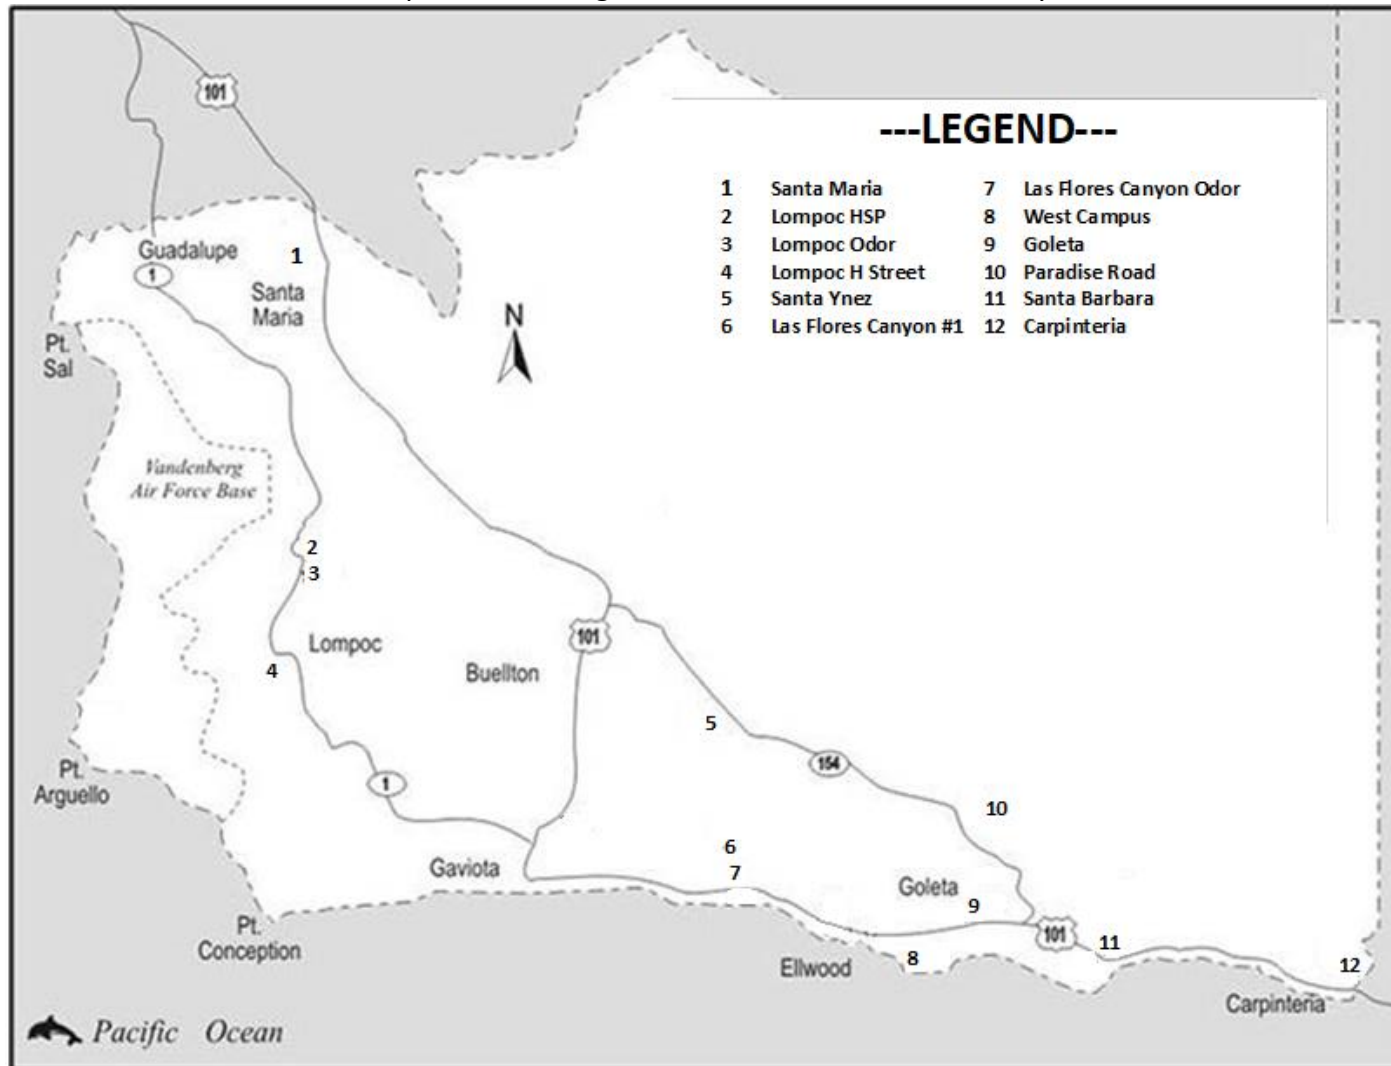 101
---LEGEND---
1 Santa Maria 7 Las Flores Canyon Odor
2 Lompoc HSP 8 West Campus
3 Lompoc Odor 9 Goleta
4 Lompoc H Street 10 Paradise Road
5 Santa Ynez 11 Santa Barbara
6 Las Flores Canyon #1 12 Carpinteria
Guadalupe
1
1
Santa
Maria
N
Pt.
Sal
Vandenberg
Air Force Base
2
3
Lompoc
101
4
Buellton
5
154
Pt.
Arguello
1
10
6
Gaviota
7
Goleta
9
Pt.
Conception
101
11
Ellwood
8
12
Carpinteria
Pacific Ocean